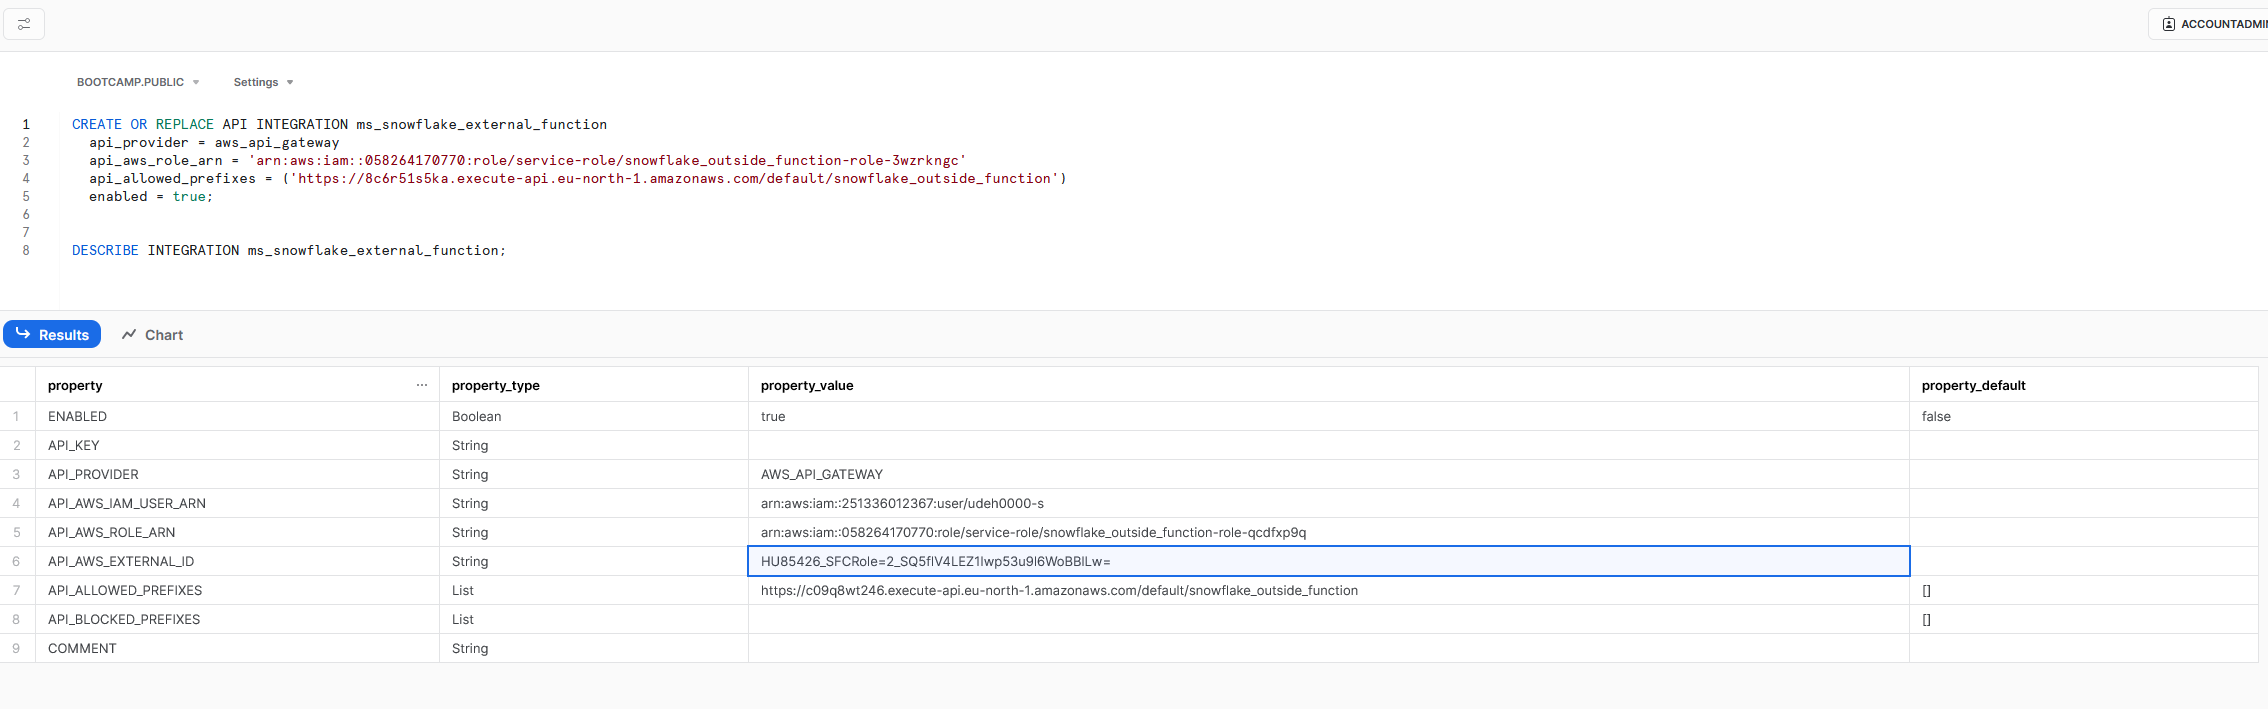 ACCOUNTADMI
BOOTCAMP.PUBLIC Settings
1 CREATE OR REPLACE API INTEGRATION ms_snowflake_external_function
2 api_provider = aws_api_gateway
3 api_aws_role_arn = 'arn:aws:iam::058264170770:role/service-role/snowflake_outside_function-role-3wzrkngc'
4 api_allowed_prefixes = ('https://8c6r51s5ka.execute-api.eu-north-1.amazonaws.com/default/snowflake_outside_function')
5 enabled = true;
6
7
8 DESCRIBE INTEGRATION ms_snowflake_external_function;
Results Chart
property ... property_type property_value property_default
1 ENABLED Boolean true false
2 API_KEY String
3 API_PROVIDER String AWS_API_GATEWAY
4 API_AWS_IAM_USER_ARN String arn:aws:iam::251336012367:user/udeh0000-s
5 API_AWS_ROLE_ARN String arn:aws:iam::058264170770:role/service-role/snowflake_outside_function-role-qcdfxp9q
6 API_AWS_EXTERNAL_ID String HU85426_SFCRole=2_SQ5flV4LEZ1lwp53u9l6WoBBlLw=
7 API_ALLOWED_PREFIXES List https://c09q8wt246.execute-api.eu-north-1.amazonaws.com/default/snowflake_outside_function []
8 API_BLOCKED_PREFIXES List []
9 COMMENT String